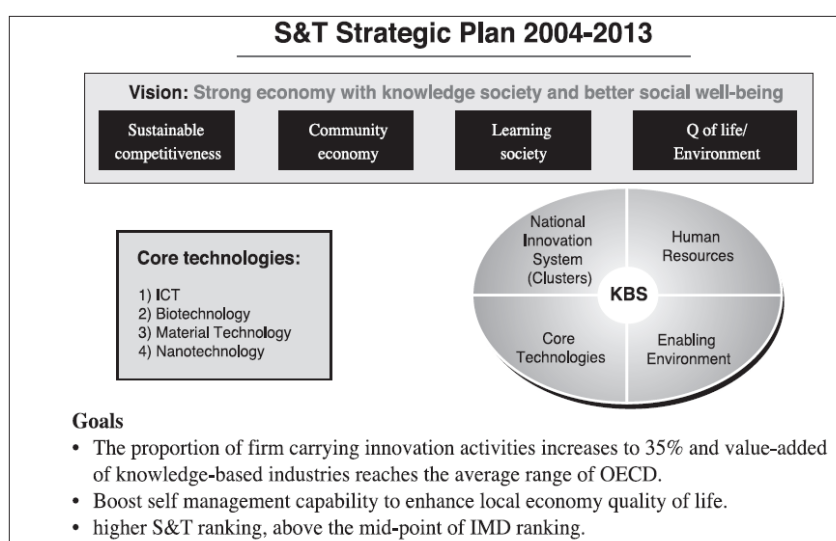 S&T Strategic Plan 2004-2013
Vision: Strong economy with knowledge society and better social well-being
Sustainable
competitiveness
Community
economy
Learning
society
Q of life/
Environment
Core technologies:
1) ICT
2) Biotechnology
3) Material Technology
4) Nanotechnology
National
Innovation
System
(Clusters)
Human
Resources
KBS
Core
Technologies
Enabling
Environment
Goals
• The proportion of firm carrying innovation activities increases to 35% and value-added
of knowledge-based industries reaches the average range of OECD.
• Boost self management capability to enhance local economy quality of life.
• higher S&T ranking, above the mid-point of IMD ranking.